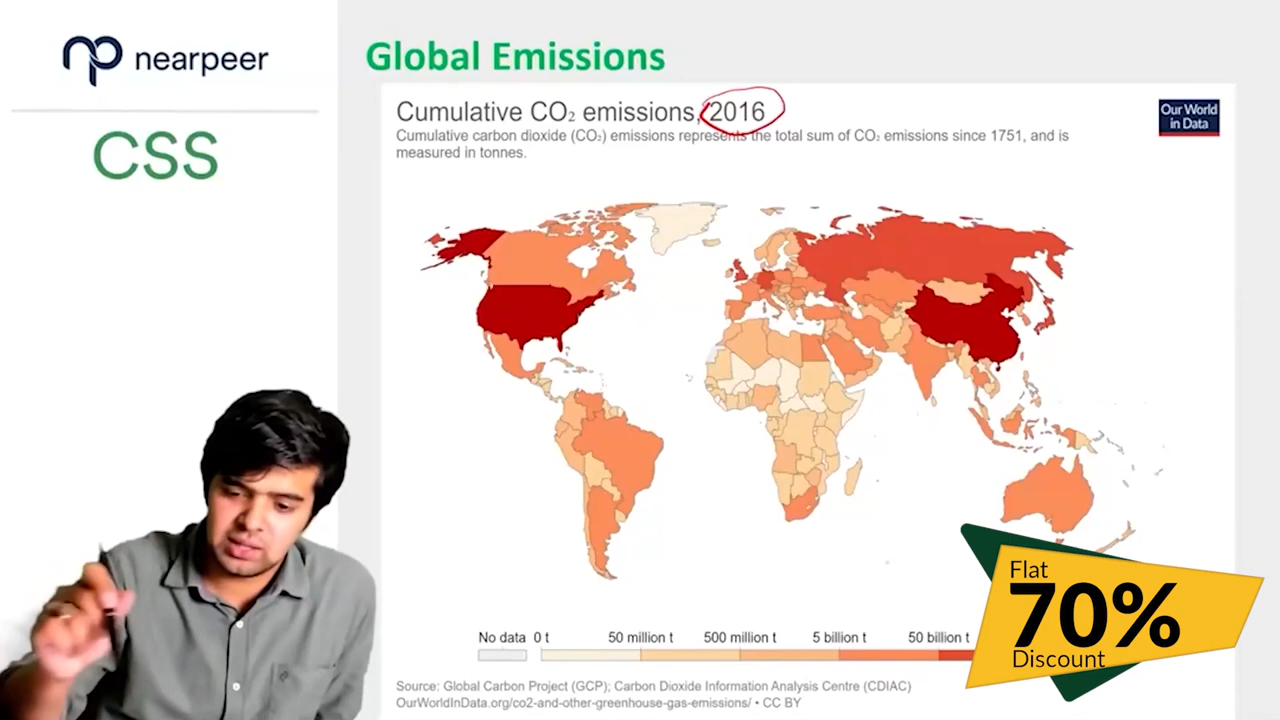 nearpeer
CSS
Global Emissions
Cumulative CO₂ emissions, 2016
Our World
in Data
Cumulative carbon dioxide (CO₂) emissions represents the total sum of CO₂ emissions since 1751, and is
measured in tonnes.
No data 0 t 50 million t 500 million t 5 billion t 50 billion t
Source: Global Carbon Project (GCP); Carbon Dioxide Information Analysis Centre (CDIAC)
OurWorldInData.org/co2-and-other-greenhouse-gas-emissions/ • CC BY
Flat
70%
Discount